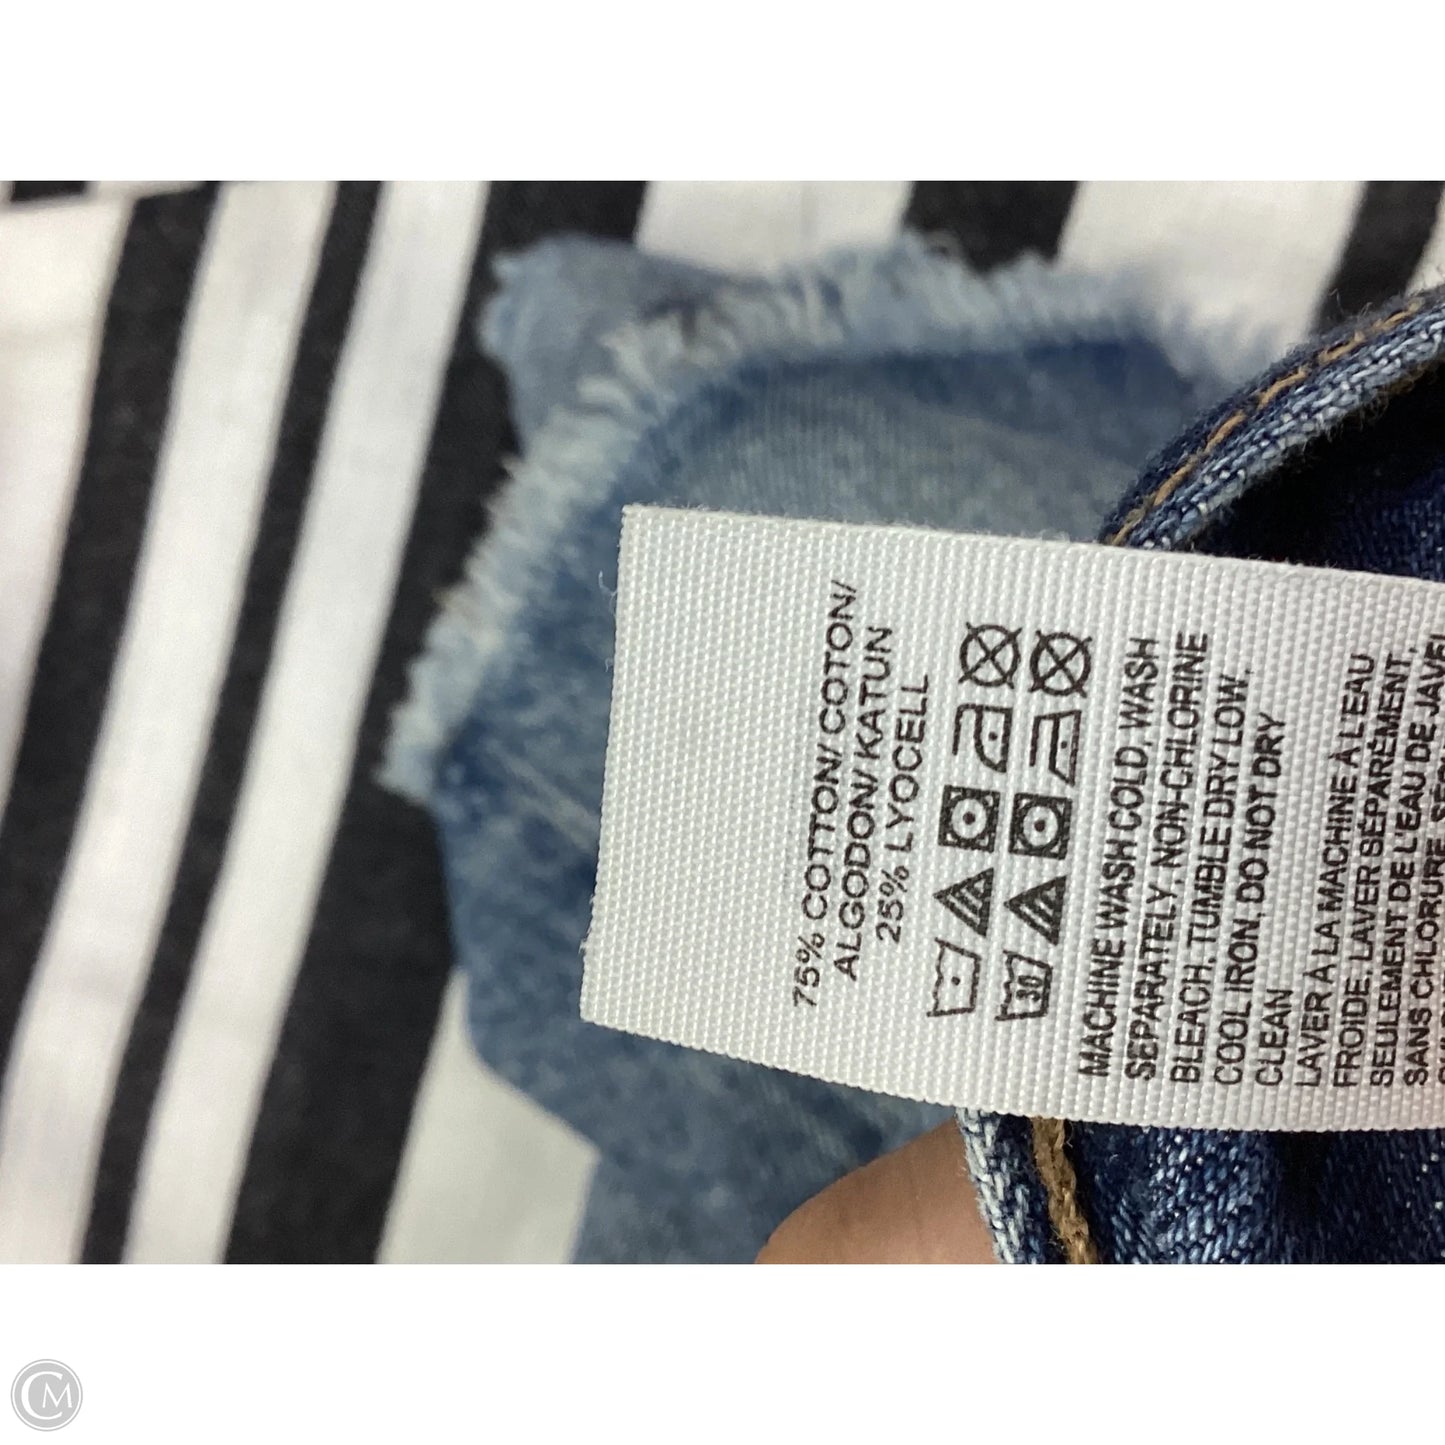 75% COTTON/ COTON/
ALGODON/ KATUN
25% LYOCELL
30
MACHINE WASH COLD, WASH
SEPARATELY, NON-CHLORINE
BLEACH, TUMBLE DRY LOW,
COOL IRON, DO NOT DRY
CLEAN
LAVER À LA MACHINE À L'EAU
FROIDE, LAVER SÉPARÉMENT,
SEULEMENT DE L'EAU DE JAVEL
SANS CHLORURE,
CM